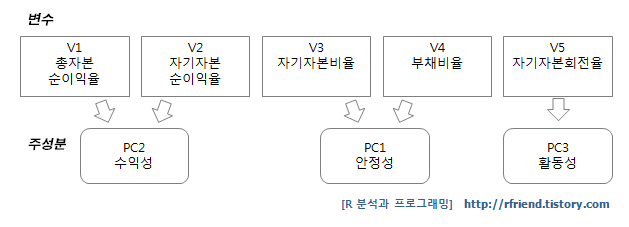 변수
V1
총자본
순이익율
V2
자기자본
순이익율
V3
자기자본비율
V4
부채비율
V5
자기자본회전율
주성분
PC2
수익성
PC1
안정성
PC3
활동성
[R 분석과 프로그래밍] http://rfriend.tistory.com